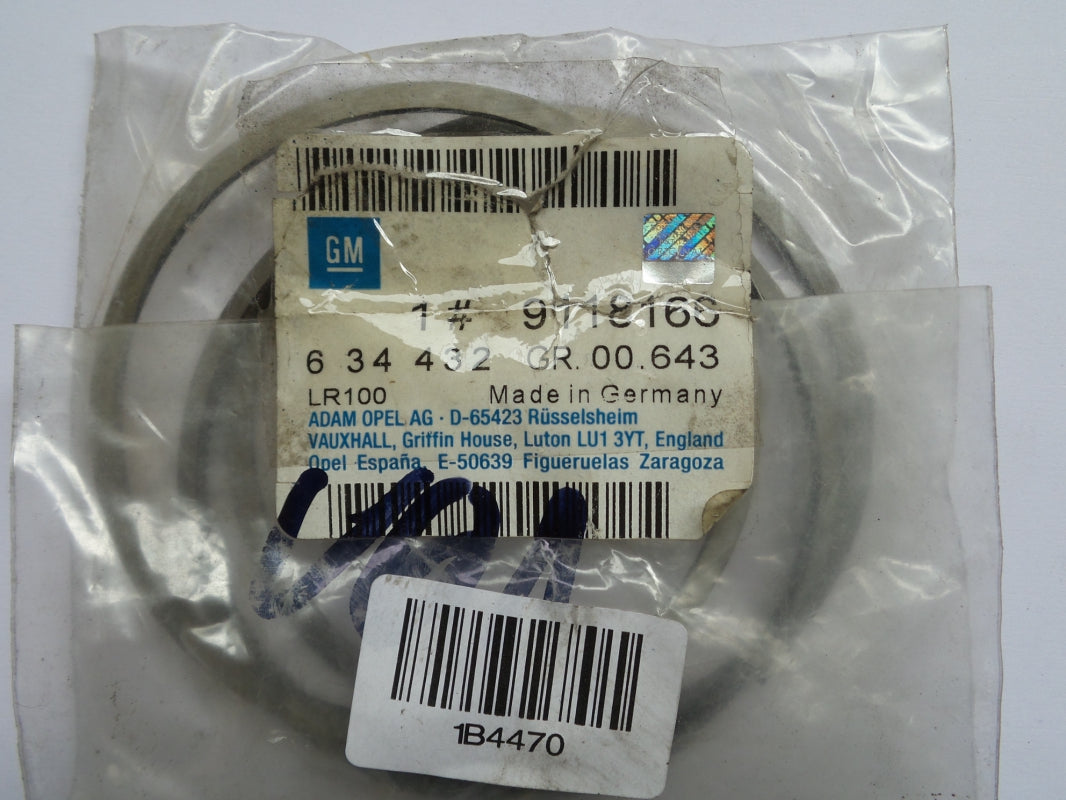 GM
1 # 9118166
6 34 432 GR. 00.643
LR100 Made in Germany
ADAM OPEL AG · D-65423 Rüsselsheim
VAUXHALL, Griffin House, Luton LU1 3YT, England
Opel España, E-50639 Figueruelas Zaragoza
1B4470